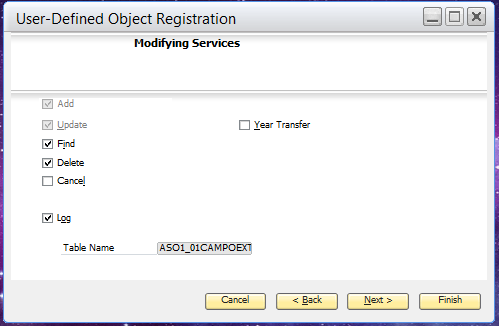 User-Defined Object Registration
Modifying Services
Add
Update
Year Transfer
Find
Delete
Cancel
Log
Table Name ASO1_01CAMPOEXT
Cancel < Back Next > Finish